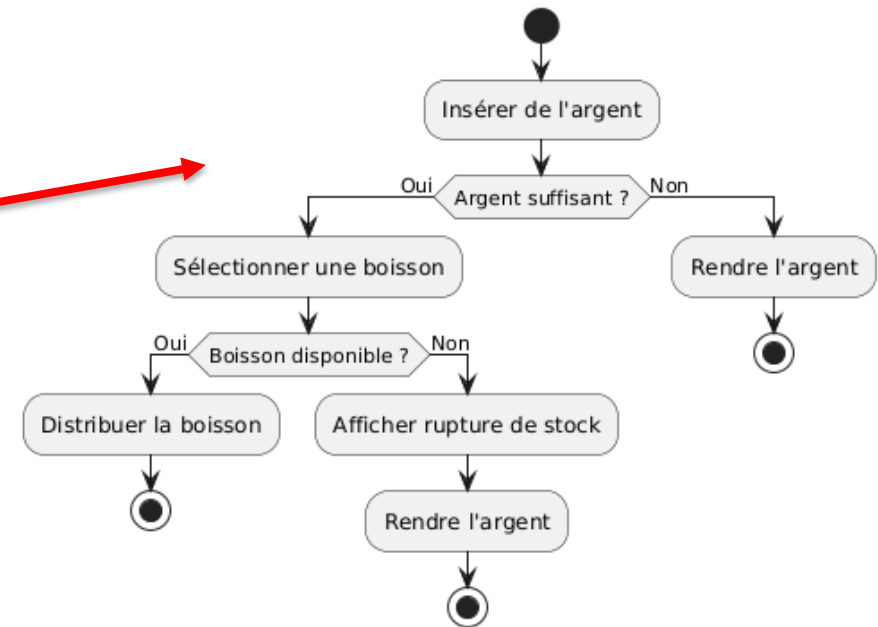 Insérer de l'argent
Oui
Argent suffisant ?
Non
Sélectionner une boisson
Rendre l'argent
Oui
Boisson disponible ?
Non
Distribuer la boisson
Afficher rupture de stock
Rendre l'argent